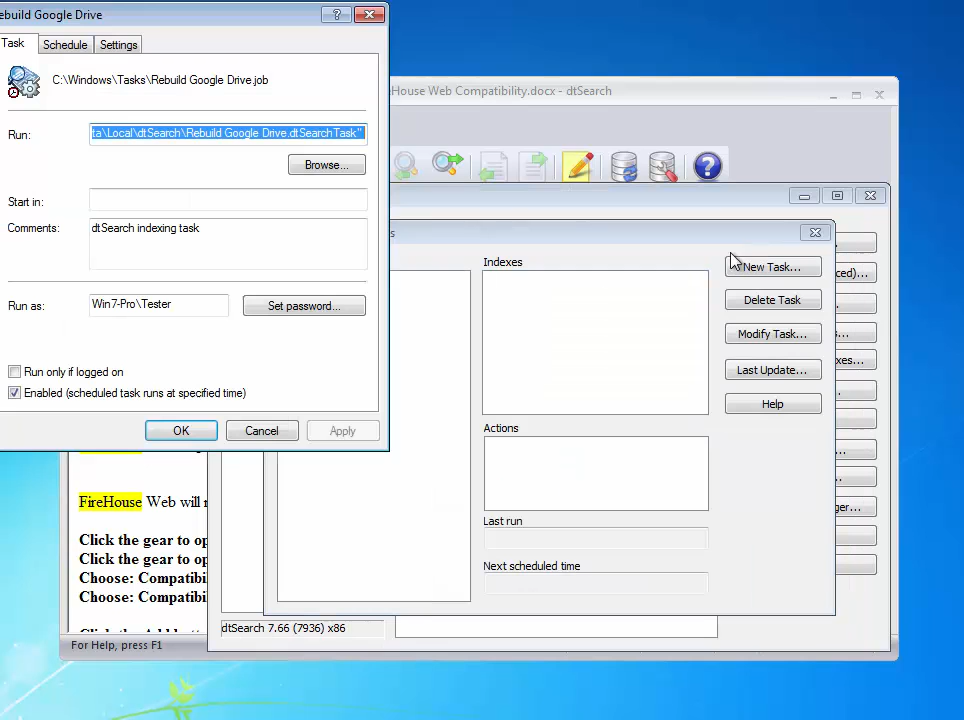 ebuild Google Drive
Task
Schedule
Settings
C:\Windows\Tasks\Rebuild Google Drive.job
Run:
ta\Local\dtSearch\Rebuild Google Drive.dtSearchTask"
Browse...
Start in:
Comments:
dtSearch indexing task
Run as:
Win7-Pro\Tester
Set password...
Run only if logged on
Enabled (scheduled task runs at specified time)
OK
Cancel
Apply
House Web Compatibility.docx - dtSearch
s
Indexes
New Task...
Delete Task
Modify Task...
Last Update...
Help
Actions
Last run
Next scheduled time
ced)...
s...
exes...
ger...
FireHouse Web will r
Click the gear to op
Click the gear to op
Choose: Compatibi
Choose: Compatibi
dtSearch 7.66 (7936) x86
For Help, press F1